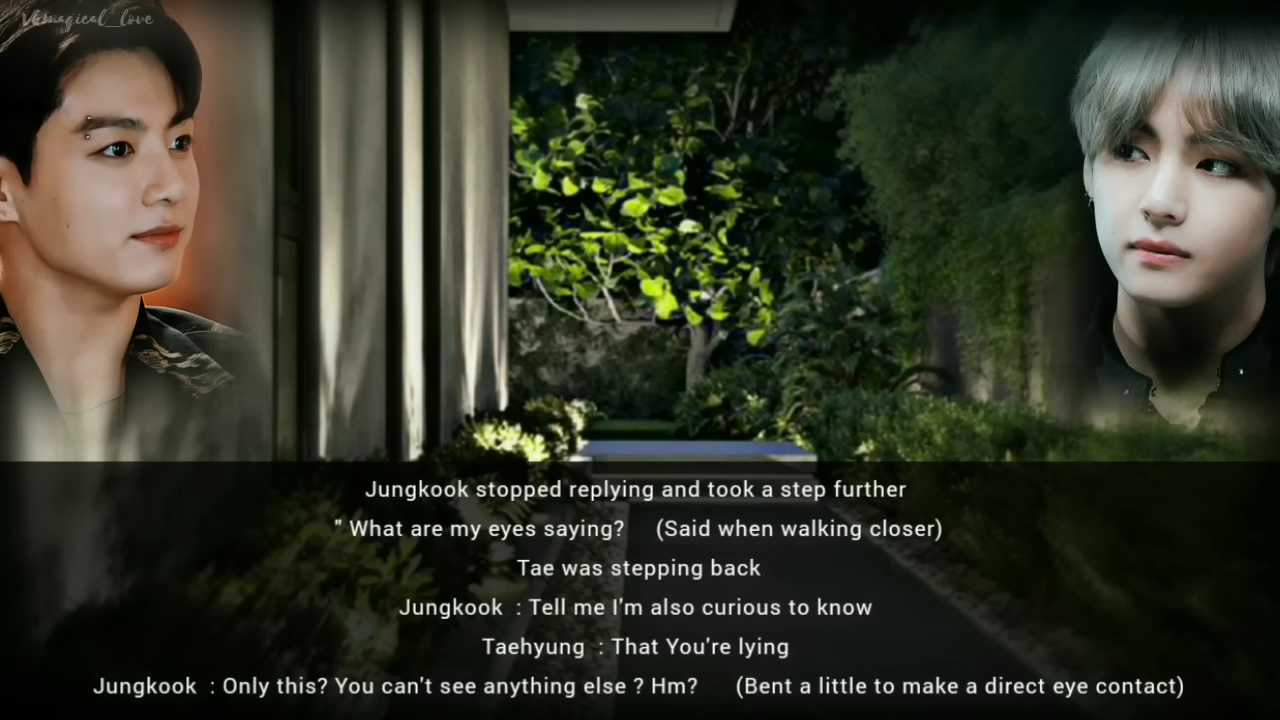 Vkmagical_love
Jungkook stopped replying and took a step further
" What are my eyes saying? (Said when walking closer)
Tae was stepping back
Jungkook : Tell me I'm also curious to know
Taehyung : That You're lying
Jungkook : Only this? You can't see anything else ? Hm? (Bent a little to make a direct eye contact)